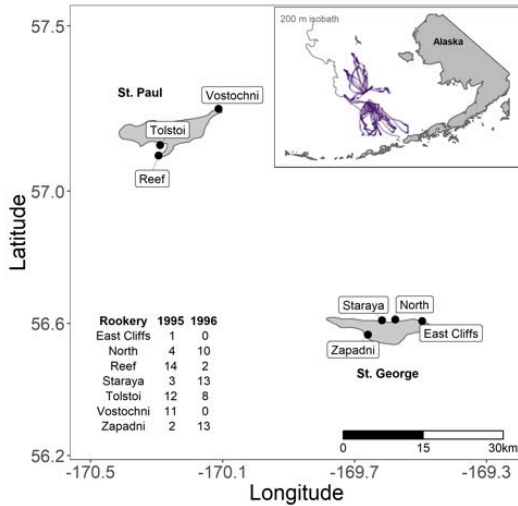 57.5
57.0
56.6
56.2
Latitude
200 m isobath
Alaska
St. Paul
Vostochni
Tolstoi
Reef
Staraya
North
Zapadni
East Cliffs
St. George
Rookery 1995 1996
East Cliffs 1 0
North 4 10
Reef 14 2
Staraya 3 13
Tolstoi 12 8
Vostochni 11 0
Zapadni 2 13
0 15 30km
-170.5 -170.1 -169.7 -169.3
Longitude